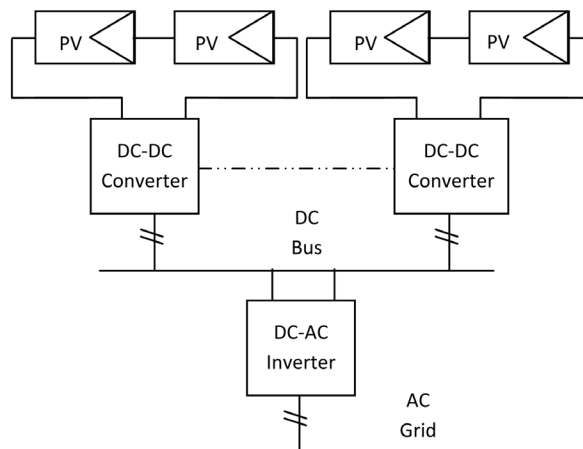 PV
PV
PV
PV
DC-DC
Converter
DC-DC
Converter
DC
Bus
DC-AC
Inverter
AC
Grid